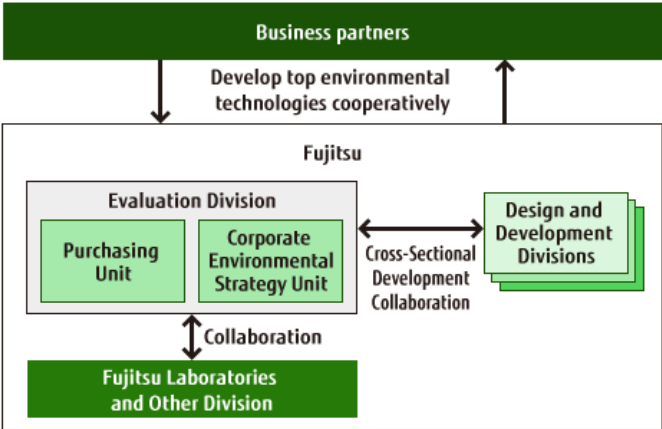 Business partners
Develop top environmental
technologies cooperatively
Fujitsu
Evaluation Division
Purchasing
Unit
Corporate
Environmental
Strategy Unit
Cross-Sectional
Development
Collaboration
Design and
Development
Divisions
Collaboration
Fujitsu Laboratories
and Other Division